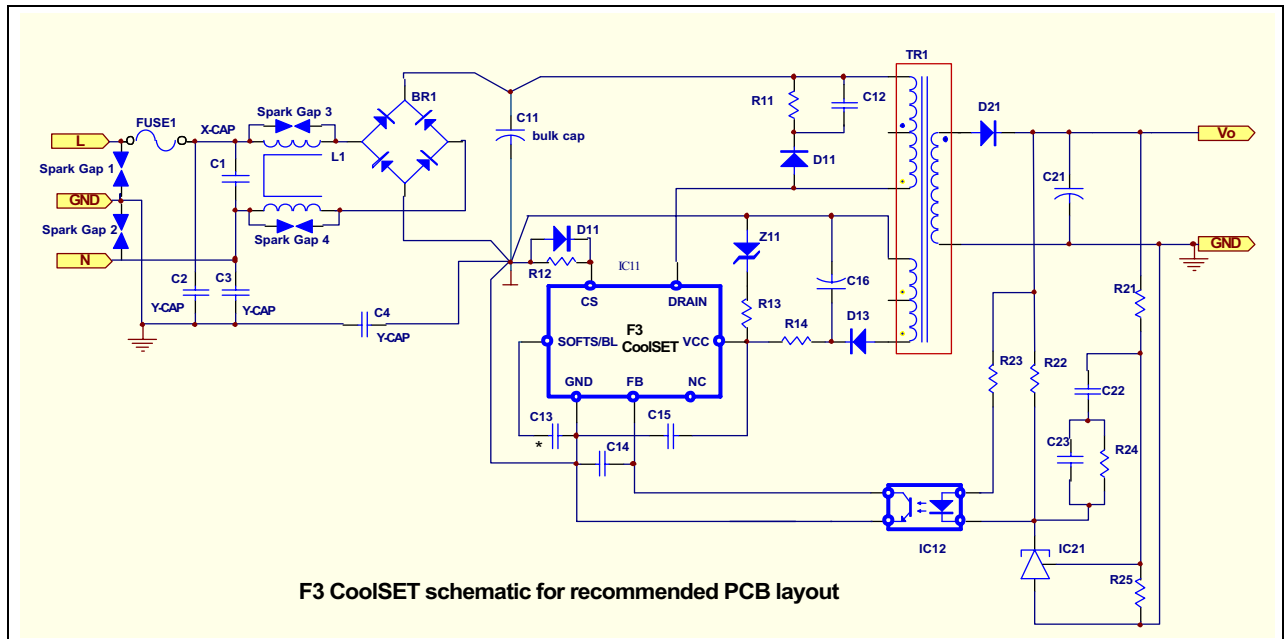 TR1
BR1
Spark Gap 3
FUSE1
X-CAP
C11
bulk cap
R11
C12
D21
L
Vo
L1
C1
D11
Spark Gap 1
C21
GND
Spark Gap 2
Spark Gap 4
D11
Z11
GND
N
R12
IC11
C2
C3
CS
DRAIN
C16
R21
Y-CAP
Y-CAP
R13
C4
Y-CAP
F3
CoolSET
SOFTS/BL
VCC
R14
D13
R23
R22
GND
FB
NC
C22
C13
*
C15
C14
C23
R24
IC12
IC21
R25
F3 CoolSET schematic for recommended PCB layout